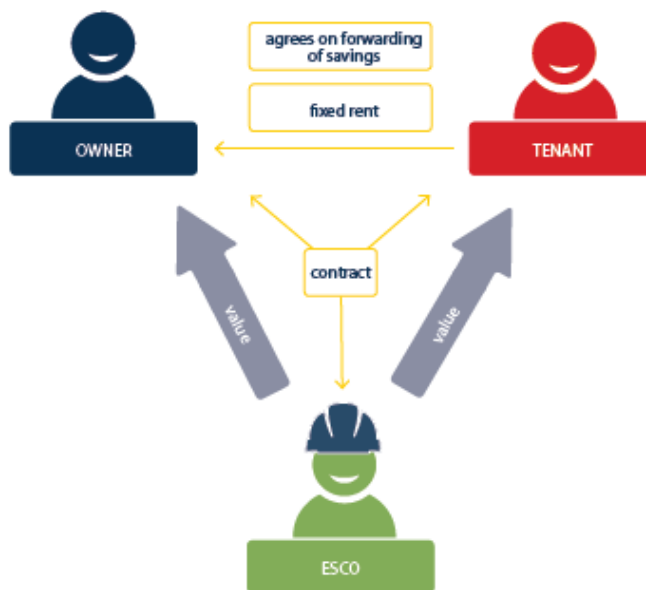 agrees on forwarding
of savings
fixed rent
OWNER
TENANT
contract
value
value
ESCO